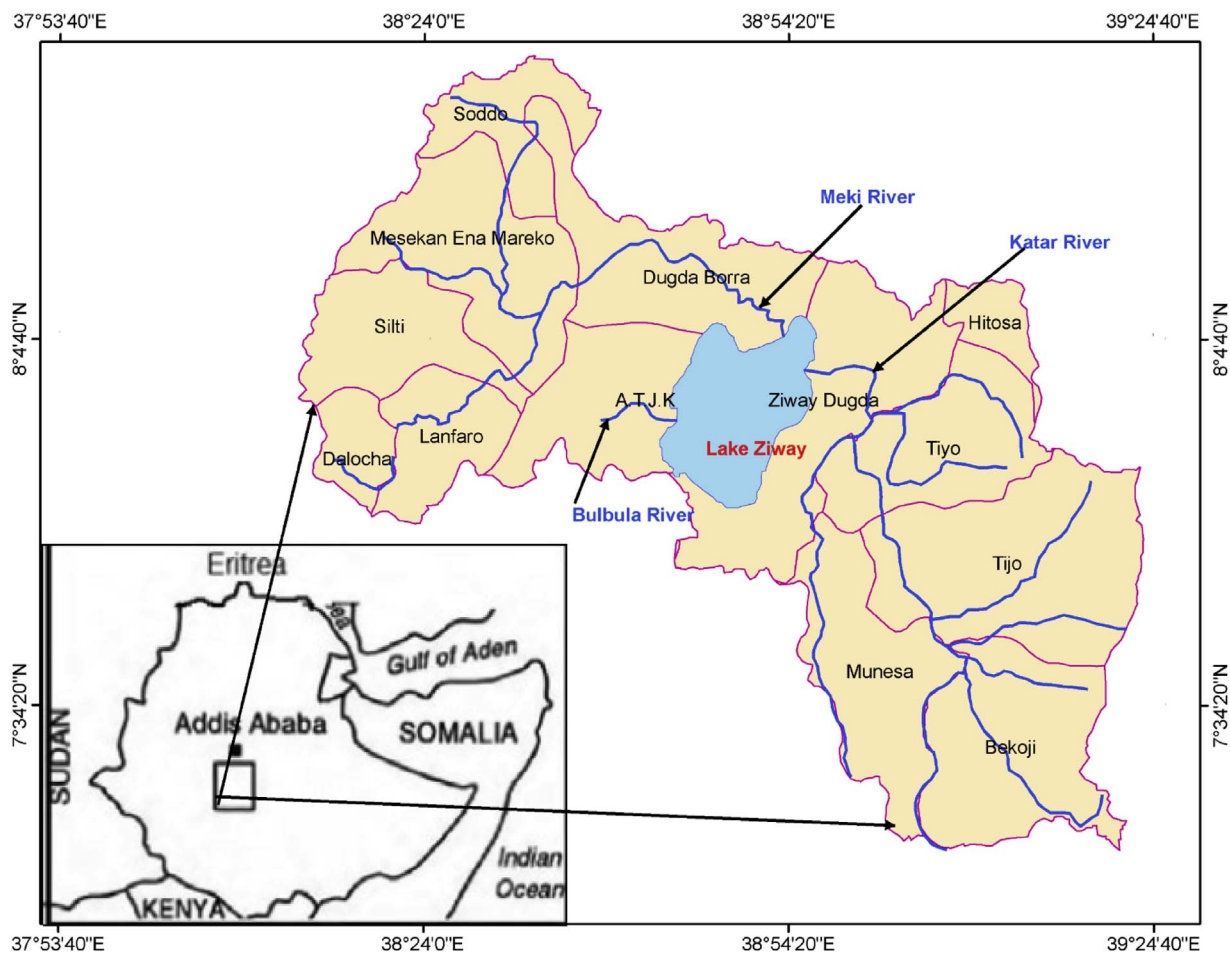 37°53'40"E
38°24'0"E
38°54'20"E
39°24'40"E
Soddo
Meki River
Katar River
Mesekan Ena Mareko
Dugda Borra
8°4'40"N
Silti
Hitosa
8°4'40"N
A.T.J.K
Ziway Dugda
Lanfaro
Lake Ziway
Tiyo
Dalocha
Bulbula River
Tijo
Eritrea
Gulf of Aden
Munesa
7°34'20"N
Addis Ababa
SOMALIA
7°34'20"N
SUDAN
Bekoji
Indian
Ocean
KENYA
37°53'40"E
38°24'0"E
38°54'20"E
39°24'40"E